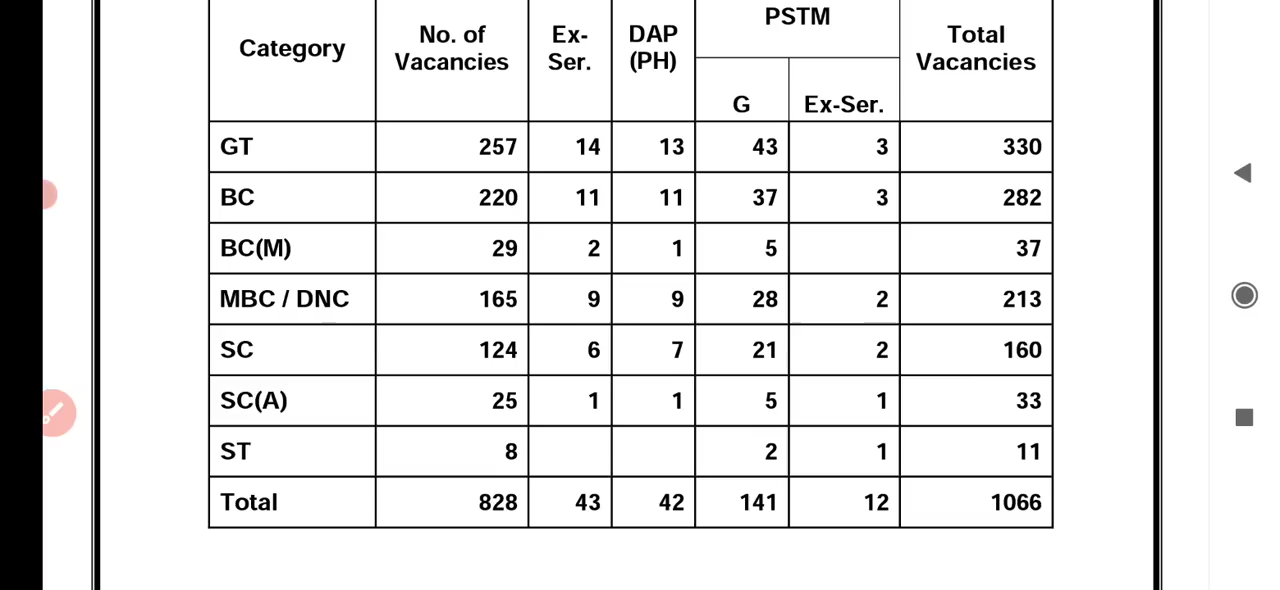 Category No. of Vacancies Ex-Ser. DAP (PH) PSTM Total Vacancies
G Ex-Ser.
GT 257 14 13 43 3 330
BC 220 11 11 37 3 282
BC(M) 29 2 1 5 37
MBC / DNC 165 9 9 28 2 213
SC 124 6 7 21 2 160
SC(A) 25 1 1 5 1 33
ST 8 2 1 11
Total 828 43 42 141 12 1066